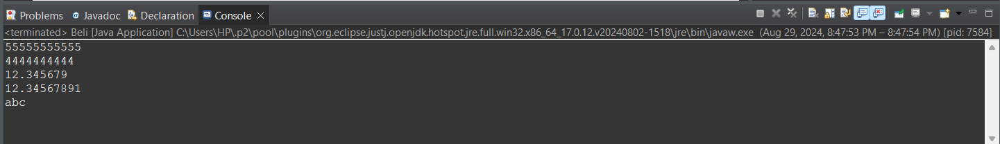 Problems @ Javadoc Declaration Console
<terminated> Beli [Java Application] C:\Users\HP\.p2\pool\plugins\org.eclipse.justj.openjdk.hotspot.jre.full.win32.x86_64_17.0.12.v20240802-1518\jre\bin\javaw.exe (Aug 29, 2024, 8:47:53 PM – 8:47:54 PM) [pid: 7584]
55555555555
4444444444
12.345679
12.34567891
abc